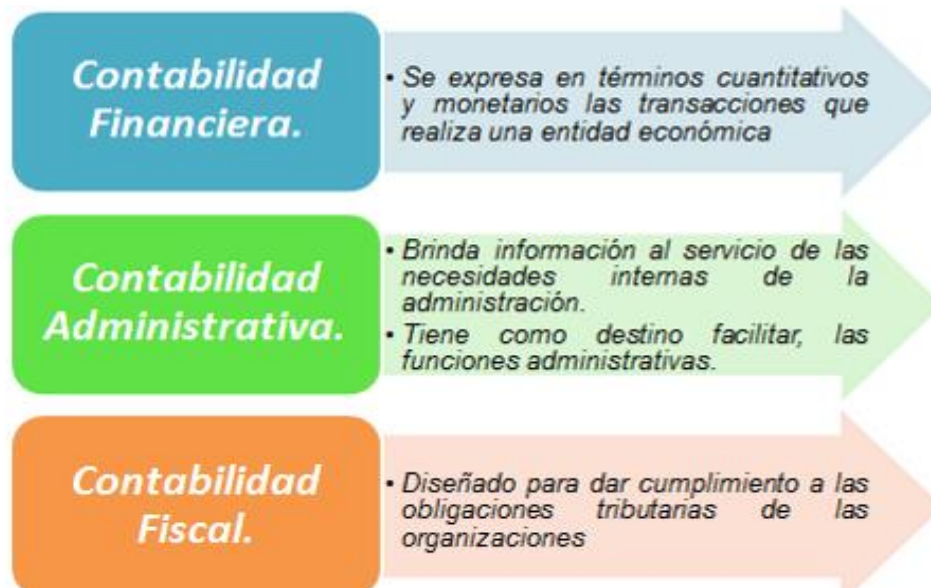 Contabilidad
Financiera.
• Se expresa en términos cuantitativos
y monetarios las transacciones que
realiza una entidad económica
Contabilidad
Administrativa.
• Brinda información al servicio de las
necesidades internas de la
administración.
• Tiene como destino facilitar, las
funciones administrativas.
Contabilidad
Fiscal.
• Diseñado para dar cumplimiento a las
obligaciones tributarias de las
organizaciones